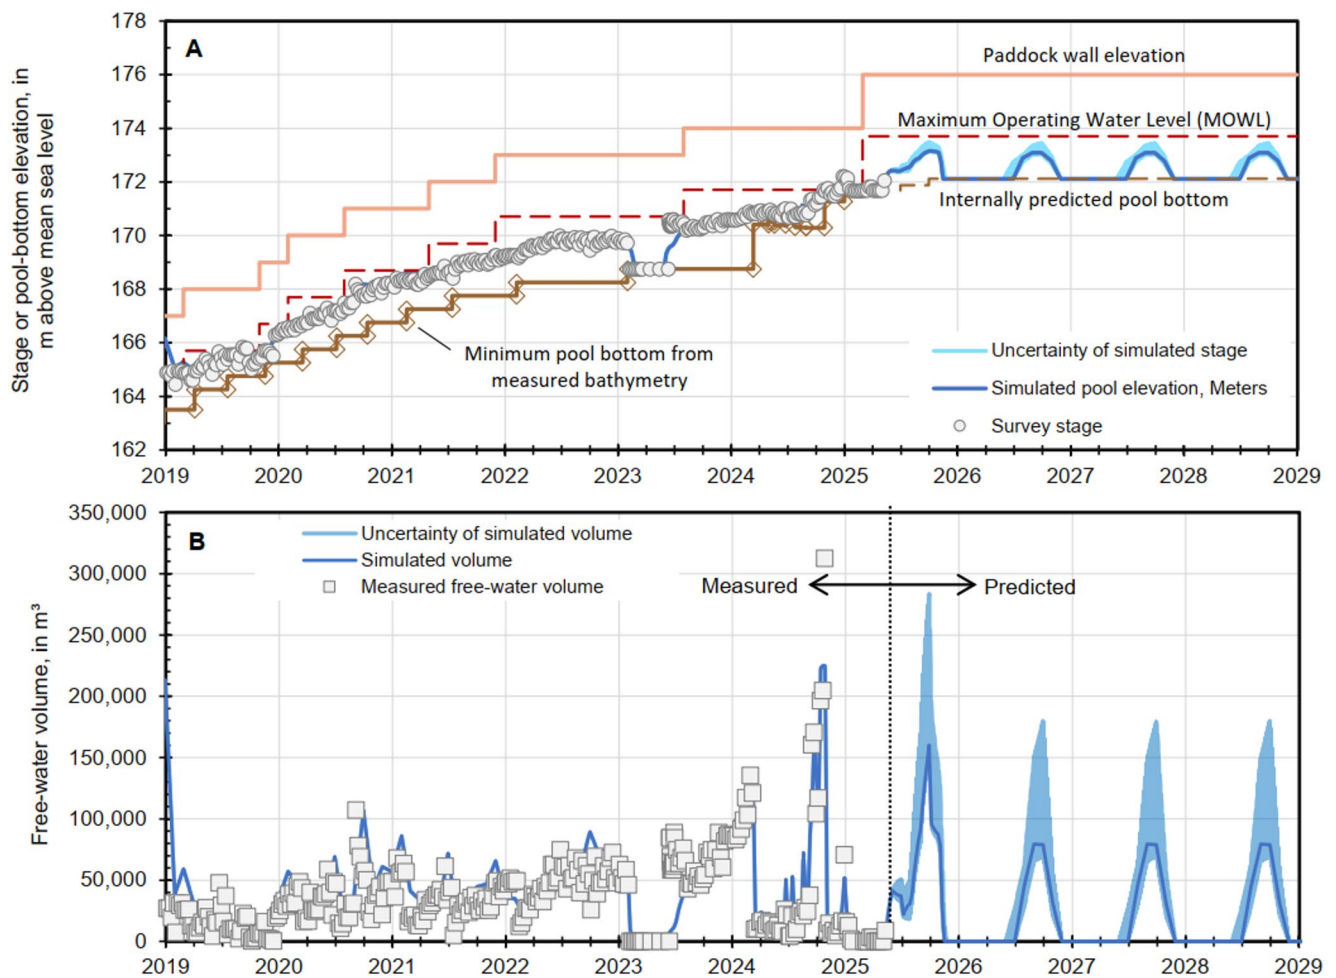 A
Stage or pool-bottom elevation, in
m above mean sea level
178
176
174
172
170
168
166
164
162
Paddock wall elevation
Maximum Operating Water Level (MOWL)
Internally predicted pool bottom
Minimum pool bottom from
measured bathymetry
Uncertainty of simulated stage
Simulated pool elevation, Meters
Survey stage
2019 2020 2021 2022 2023 2024 2025 2026 2027 2028 2029
B
Free-water volume, in m³
350,000
300,000
250,000
200,000
150,000
100,000
50,000
0
Uncertainty of simulated volume
Simulated volume
Measured free-water volume
Measured
Predicted
2019 2020 2021 2022 2023 2024 2025 2026 2027 2028 2029